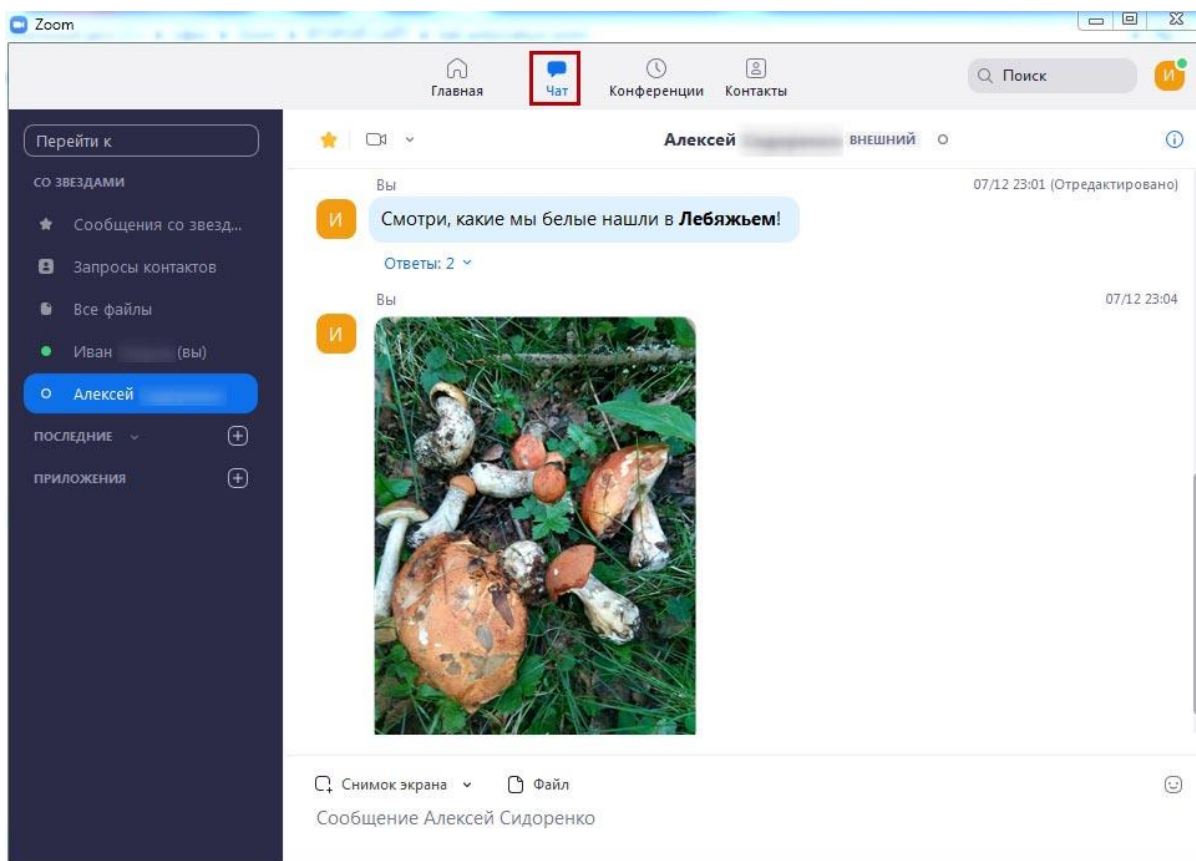 Zoom
Главная
Чат
Конференции
Контакты
Поиск
И
Перейти к
СО ЗВЕЗДАМИ
Сообщения со звезд...
Запросы контактов
Все файлы
Иван (вы)
Алексей
ПОСЛЕДНИЕ
ПРИЛОЖЕНИЯ
Алексей ВНЕШНИЙ
Вы 07/12 23:01 (Отредактировано)
И
Смотри, какие мы белые нашли в Лебяжьем!
Ответы: 2
Вы 07/12 23:04
И
Снимок экрана
Файл
Сообщение Алексей Сидоренко